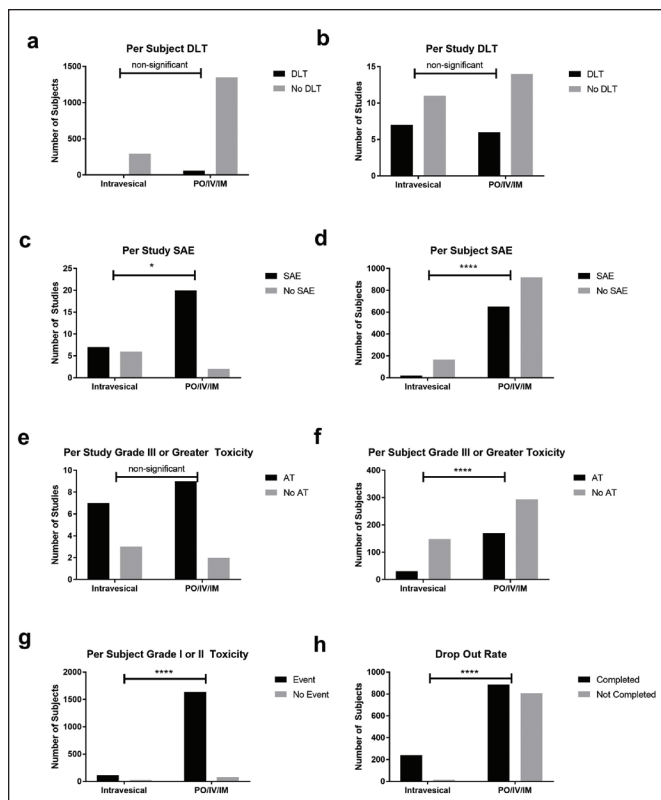 a
Per Subject DLT
non-significant
DLT
No DLT
Number of Subjects
1500
1000
500
0
Intravesical
PO/IV/IM
b
Per Study DLT
non-significant
DLT
No DLT
Number of Studies
15
10
5
0
Intravesical
PO/IV/IM
c
Per Study SAE
*
SAE
No SAE
Number of Studies
25
20
15
10
5
0
Intravesical
PO/IV/IM
d
Per Subject SAE
****
SAE
No SAE
Number of Subjects
1000
800
600
400
200
0
Intravesical
PO/IV/IM
e
Per Study Grade III or Greater Toxicity
non-significant
AT
No AT
Number of Studies
10
8
6
4
2
0
Intravesical
PO/IV/IM
f
Per Subject Grade III or Greater Toxicity
****
AT
No AT
Number of Subjects
400
300
200
100
0
Intravesical
PO/IV/IM
g
Per Subject Grade I or II Toxicity
****
Event
No Event
Number of Subjects
2000
1500
1000
500
0
Intravesical
PO/IV/IM
h
Drop Out Rate
****
Completed
Not Completed
Number of Subjects
1000
800
600
400
200
0
Intravesical
PO/IV/IM